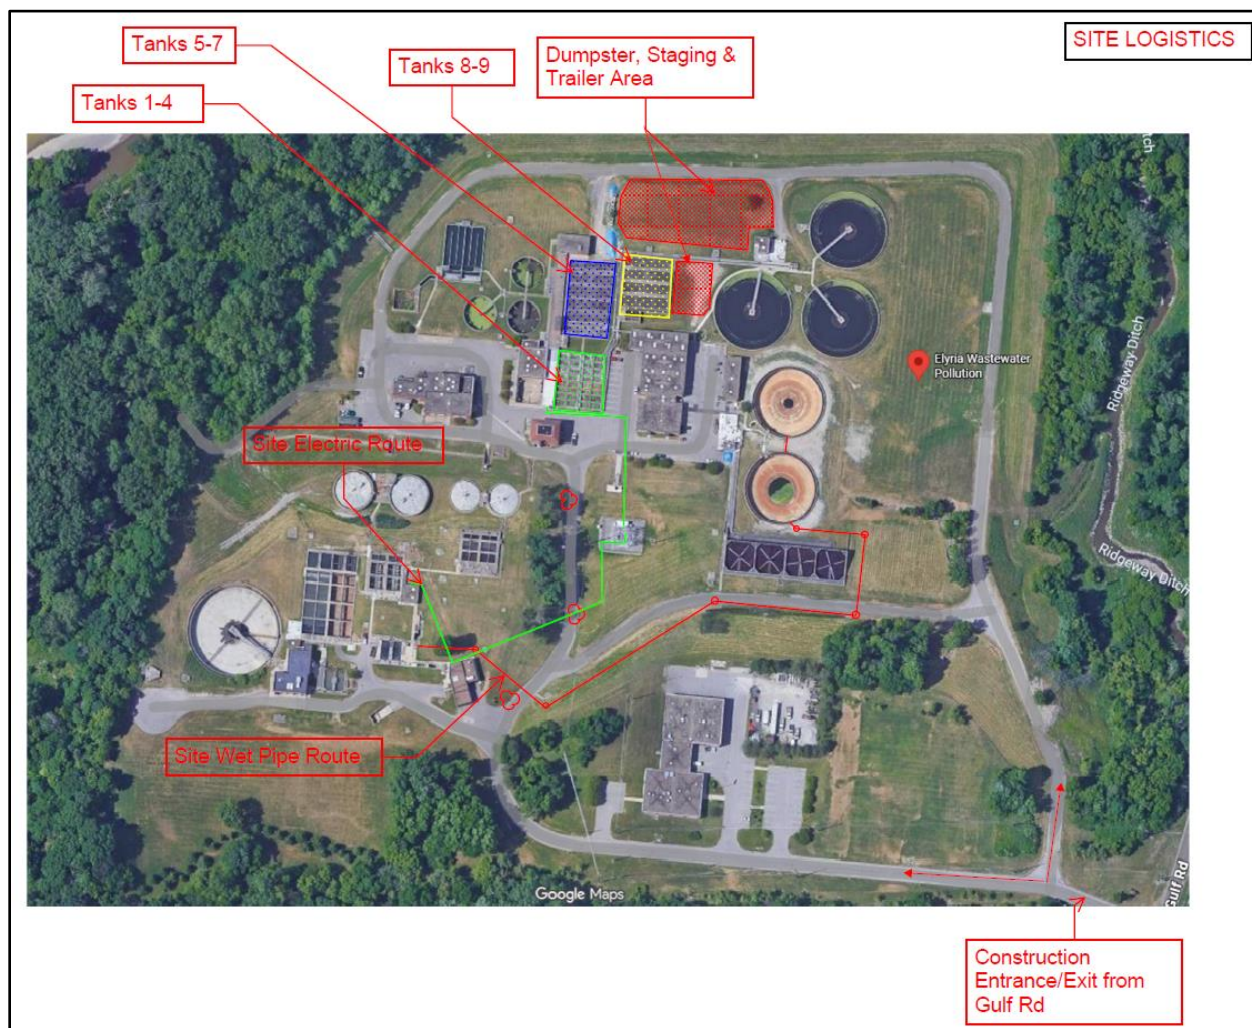 SITE LOGISTICS
Tanks 5-7
Tanks 8-9
Dumpster, Staging &
Trailer Area
Tanks 1-4
Ridgeway Ditch
Elyria Wastewater
Pollution
Site Electric Route
Ridgeway Ditch
Site Wet Pipe Route
Google Maps
Gulf Rd
Construction
Entrance/Exit from
Gulf Rd